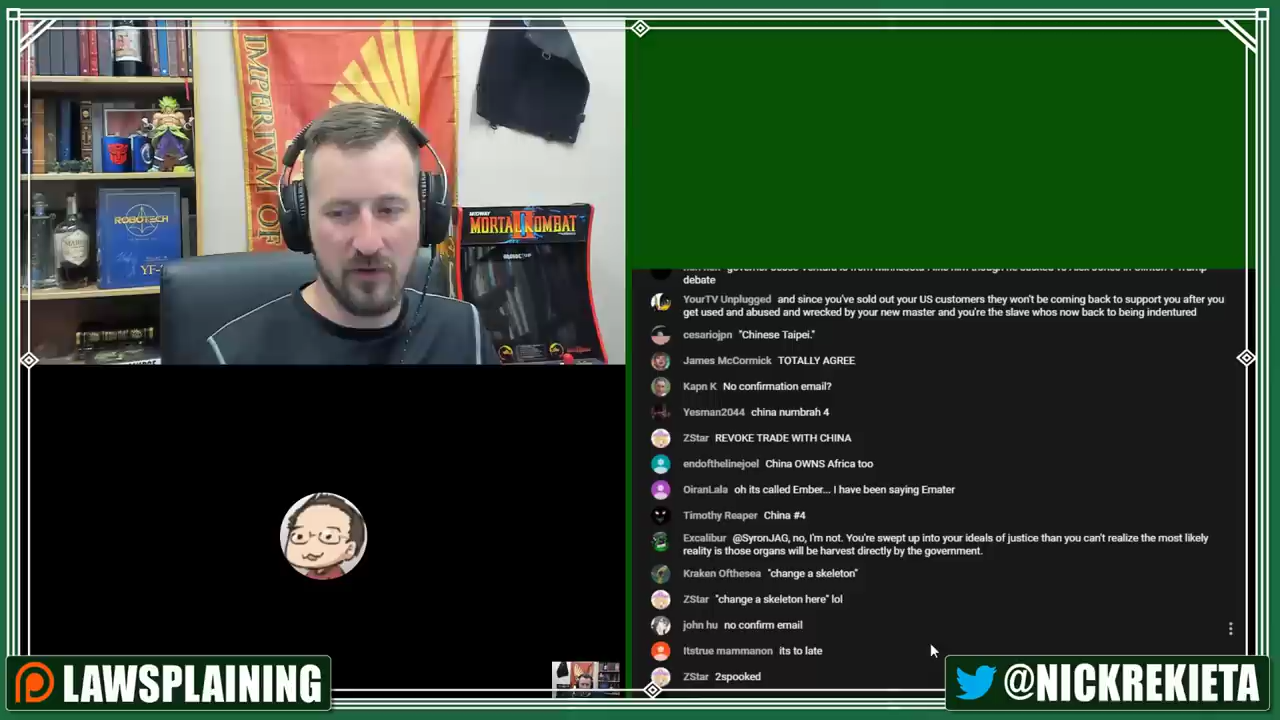 IMPERIVM OF
MIDWAY
MORTAL KOMBAT II
ROBOTECH
debate
YourTV Unplugged and since you've sold out your US customers they won't be coming back to support you after you
get used and abused and wrecked by your new master and you're the slave whos now back to being indentured
cesariojpn "Chinese Taipei."
James McCormick TOTALLY AGREE
Kapn K No confirmation email?
Yesman2044 china numbrah 4
ZStar REVOKE TRADE WITH CHINA
endofthelinejoel China OWNS Africa too
OiranLala oh its called Ember... I have been saying Emater
Timothy Reaper China #4
Excalibur @SyronJAG, no, I'm not. You're swept up into your ideals of justice than you can't realize the most likely
reality is those organs will be harvest directly by the government.
Kraken Ofthesea "change a skeleton"
ZStar "change a skeleton here" lol
john hu no confirm email
Itstrue mammanon its to late
ZStar 2spooked
LAWSPLAINING
@NICKREKIETA